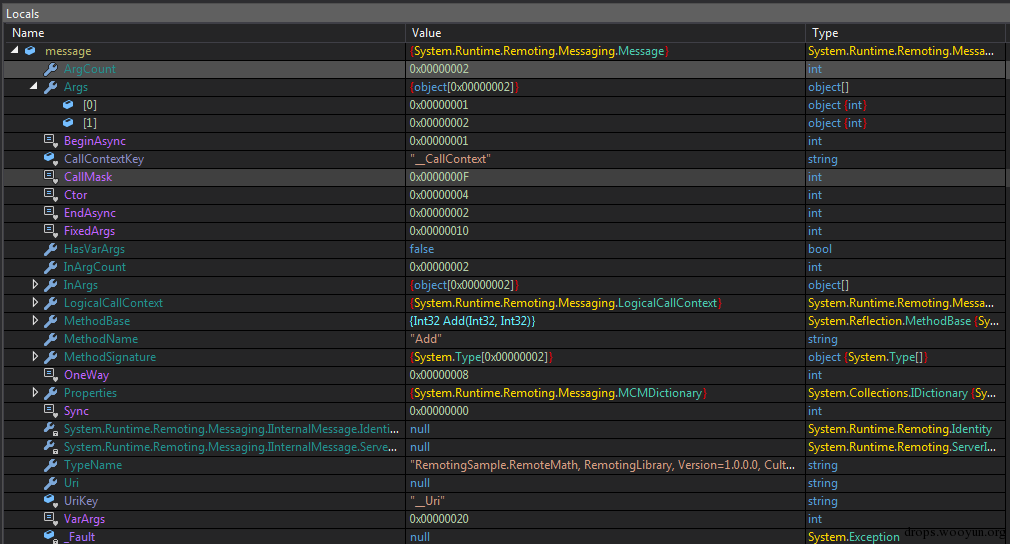 Locals
Name Value Type
message {System.Runtime.Remoting.Messaging.Message} System.Runtime.Remoting.Messa...
ArgCount 0x00000002 int
Args {object[0x00000002]} object[]
[0] 0x00000001 object {int}
[1] 0x00000002 object {int}
BeginAsync 0x00000001 int
CallContextKey "__CallContext" string
CallMask 0x0000000F int
Ctor 0x00000004 int
EndAsync 0x00000002 int
FixedArgs 0x00000010 int
HasVarArgs false bool
InArgCount 0x00000002 int
InArgs {object[0x00000002]} object[]
LogicalCallContext {System.Runtime.Remoting.Messaging.LogicalCallContext} System.Runtime.Remoting.Messa...
MethodBase {Int32 Add(Int32, Int32)} System.Reflection.MethodBase {Sy...
MethodName "Add" string
MethodSignature {System.Type[0x00000002]} object {System.Type[]}
OneWay 0x00000008 int
Properties {System.Runtime.Remoting.Messaging.MCMDictionary} System.Collections.IDictionary {Sy...
Sync 0x00000000 int
System.Runtime.Remoting.Messaging.IInternalMessage.Identi... null System.Runtime.Remoting.Identity
System.Runtime.Remoting.Messaging.IInternalMessage.Serve... null System.Runtime.Remoting.ServerI...
TypeName "RemotingSample.RemoteMath, RemotingLibrary, Version=1.0.0.0, Cult... string
Uri null string
UriKey "__Uri" string
VarArgs 0x00000020 int
_Fault null System.Exception
drops.wooyun.org